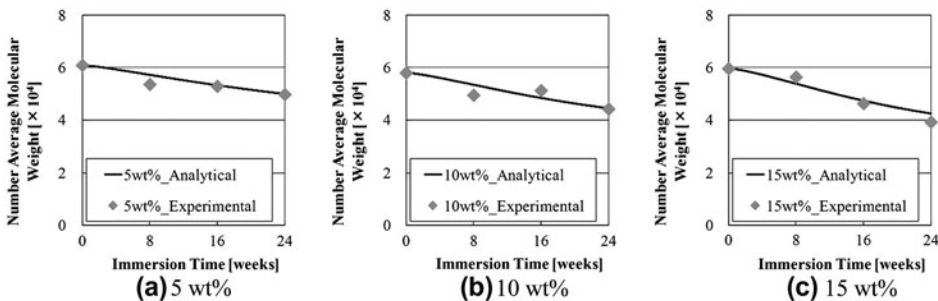 Number Average Molecular
Weight [×10⁴]
8
6
4
2
0
5wt%_Analytical
5wt%_Experimental
0 8 16 24
Immersion Time [weeks]
(a) 5 wt%
Number Average Molecular
Weight [×10⁴]
8
6
4
2
0
10wt%_Analytical
10wt%_Experimental
0 8 16 24
Immersion Time [weeks]
(b) 10 wt%
Number Average Molecular
Weight [×10⁴]
8
6
4
2
0
15wt%_Analytical
15wt%_Experimental
0 8 16 24
Immersion Time [weeks]
(c) 15 wt%